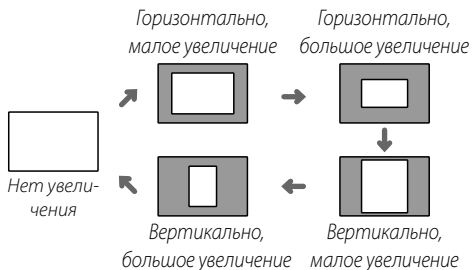 Горизонтально,
малое увеличение
Горизонтально,
большое увеличение
Нет увели-
чения
Вертикально,
большое увеличение
Вертикально,
малое увеличение